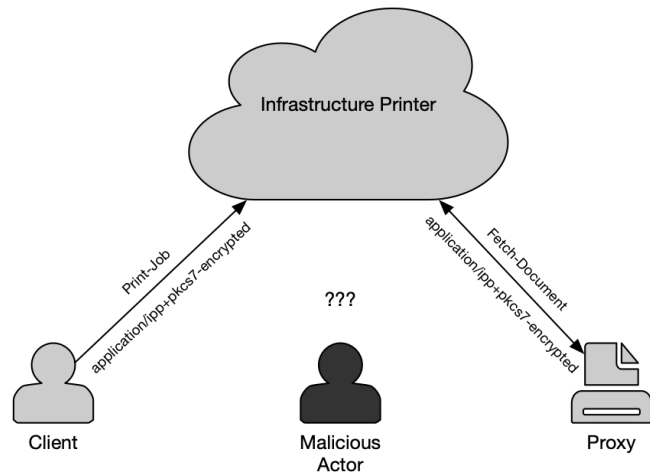 Infrastructure Printer
Print-Job
application/ipp+pkcs7-encrypted
Fetch-Document
application/ipp+pkcs7-encrypted
???
Client
Malicious
Actor
Proxy